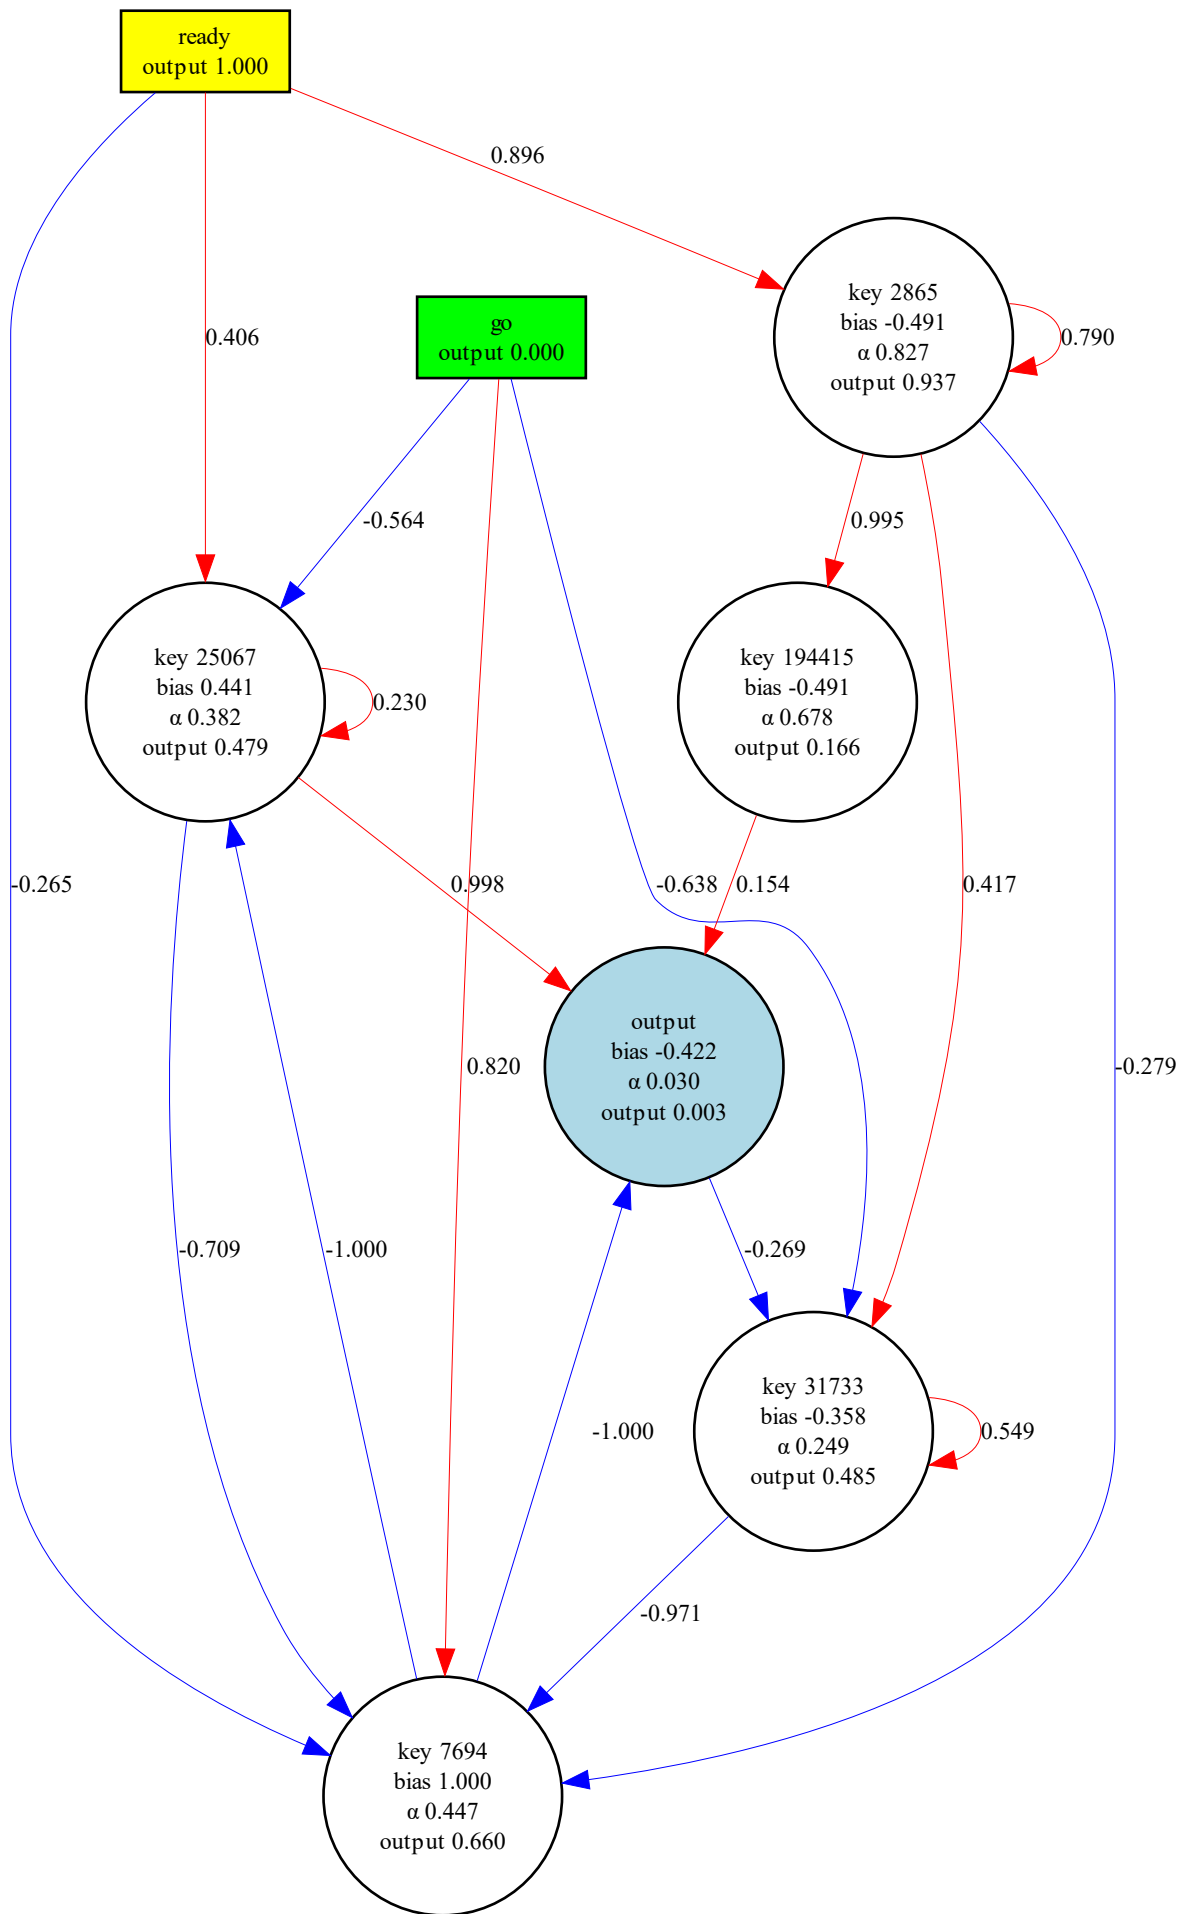 ready
output 1.000
0.896
key 2865
bias -0.491
α 0.827
output 0.937
0.790
go
output 0.000
0.406
-0.564
0.995
key 25067
bias 0.441
α 0.382
output 0.479
0.230
key 194415
bias -0.491
α 0.678
output 0.166
-0.265
0.998
-0.638
0.154
0.417
output
bias -0.422
α 0.030
output 0.003
0.820
-0.279
-0.709
-1.000
-0.269
-1.000
key 31733
bias -0.358
α 0.249
output 0.485
0.549
-0.971
key 7694
bias 1.000
α 0.447
output 0.660